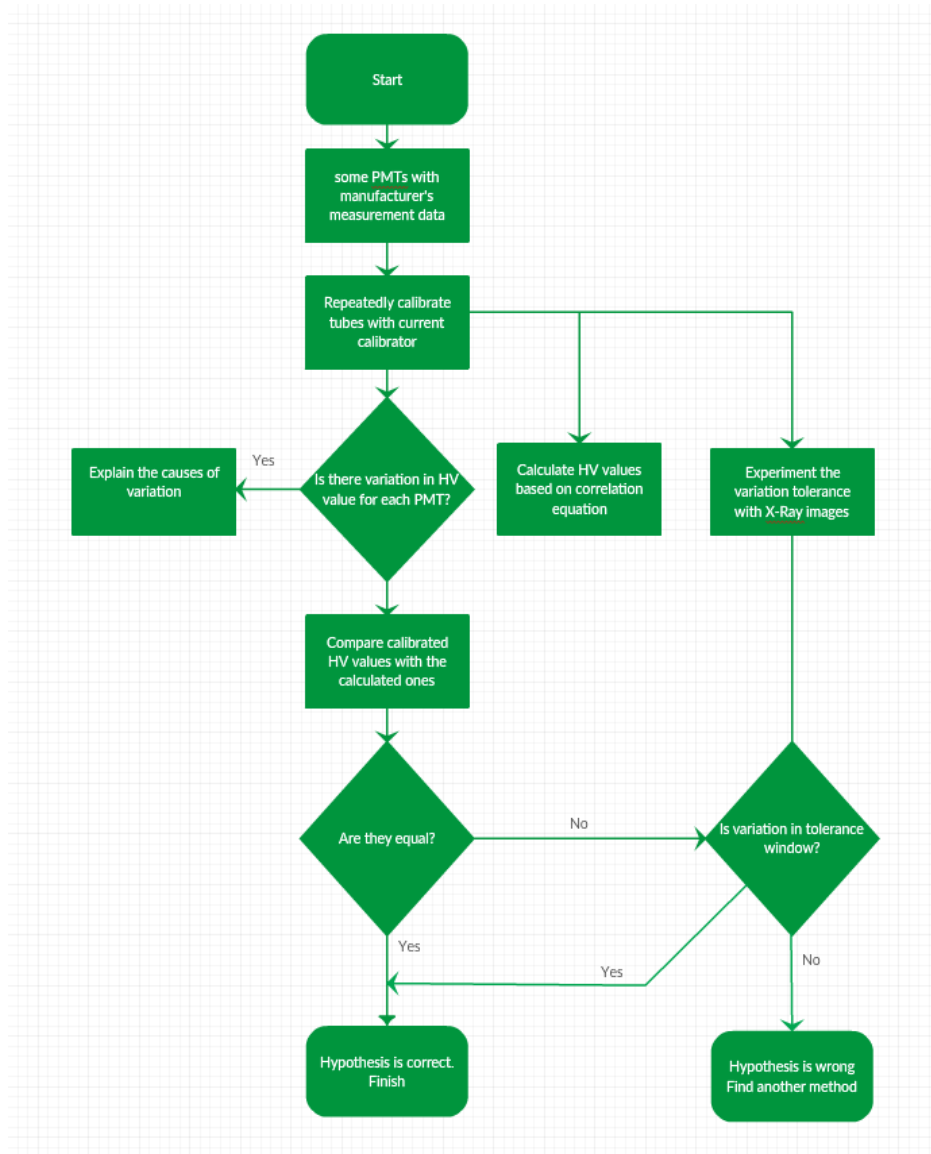 Start
some PMTs with
manufacturer's
measurement data
Repeatedly calibrate
tubes with current
calibrator
Yes
Explain the causes of
variation
Is there variation in HV
value for each PMT?
Calculate HV values
based on correlation
equation
Experiment the
variation tolerance
with X-Ray images
Compare calibrated
HV values with the
calculated ones
Are they equal?
No
Is variation in tolerance
window?
Yes
Yes
No
Hypothesis is correct.
Finish
Hypothesis is wrong
Find another method